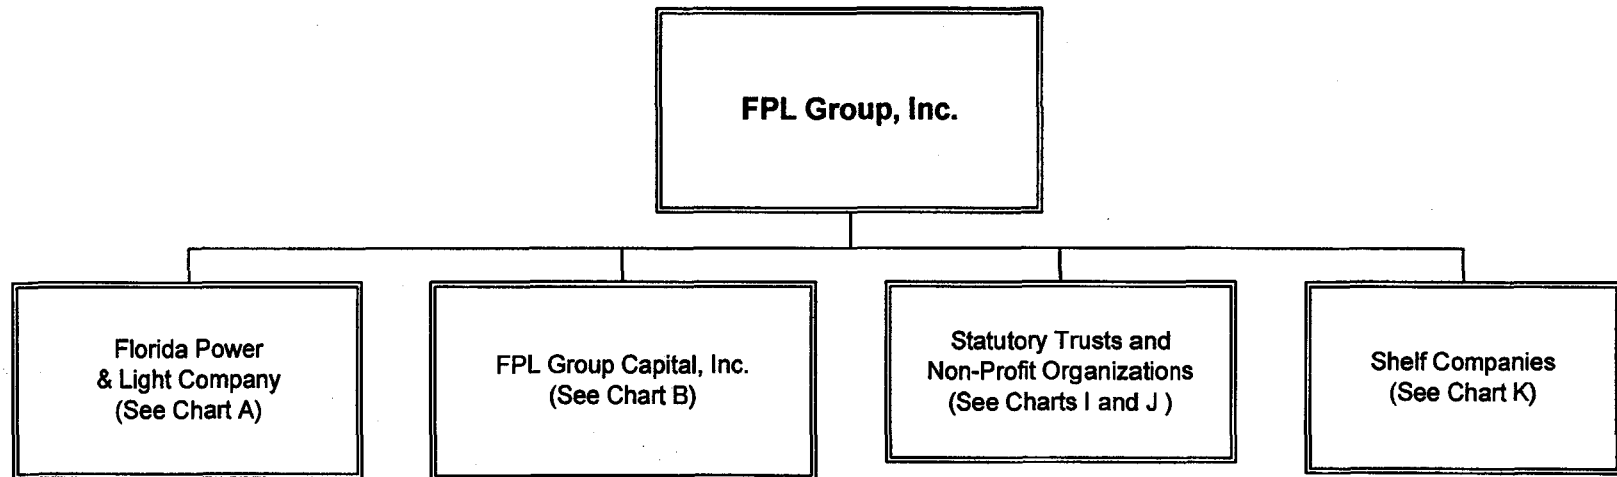 FPL Group, Inc.
Florida Power
& Light Company
(See Chart A)
FPL Group Capital, Inc.
(See Chart B)
Statutory Trusts and
Non-Profit Organizations
(See Charts I and J )
Shelf Companies
(See Chart K)